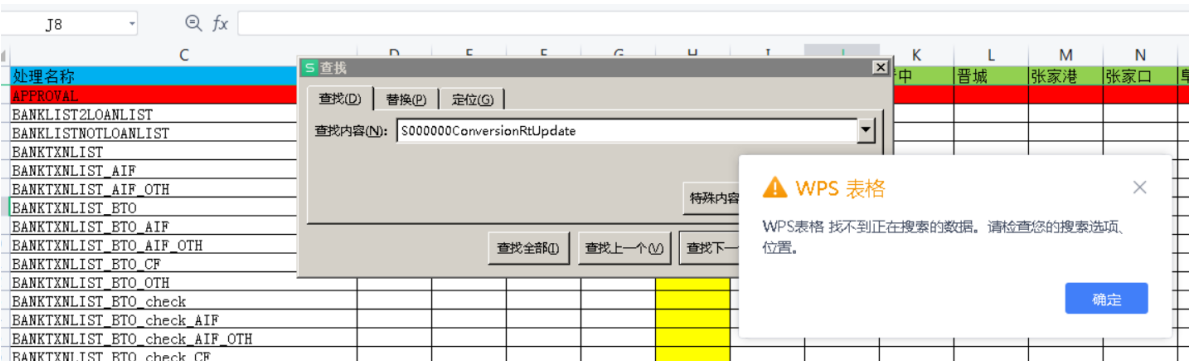 J8
fx
C
K
L
M
N
处理名称
中
晋城
张家港
张家口
APPROVAL
BANKLIST2LOANLIST
BANKLISTNOTLOANLIST
BANKTXNLIST
BANKTXNLIST_AIF
BANKTXNLIST_AIF_OTH
BANKTXNLIST_BTO
BANKTXNLIST_BTO_AIF
BANKTXNLIST_BTO_AIF_OTH
BANKTXNLIST_BTO_CF
BANKTXNLIST_BTO_OTH
BANKTXNLIST_BTO_check
BANKTXNLIST_BTO_check_AIF
BANKTXNLIST_BTO_check_AIF_OTH
BANKTXNLIST_BTO_check_CF
S 查找
查找(D) 替换(P) 定位(G)
查找内容(N): S000000ConversionRtUpdate
特殊内容
查找全部(I) 查找上一个(V) 查找下一
WPS 表格
WPS表格 找不到正在搜索的数据。请检查您的搜索选项、
位置。
确定